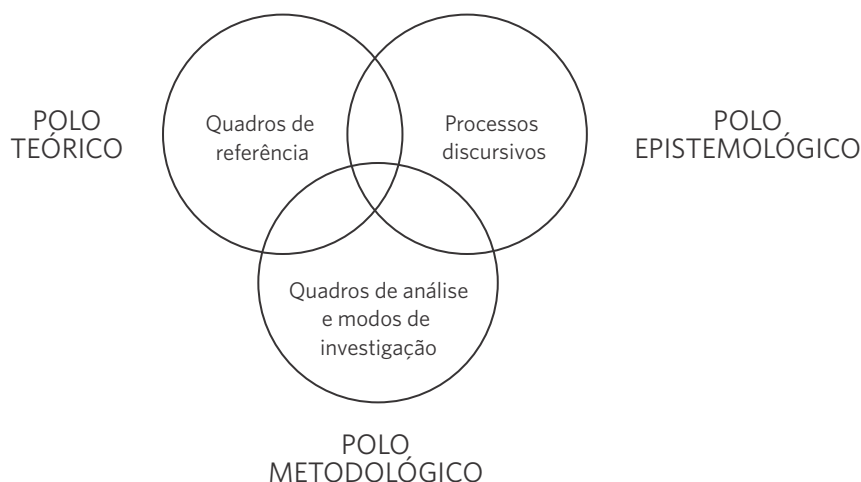 POLO
TEÓRICO
Quadros de
referência
Processos
discursivos
POLO
EPISTEMOLÓGICO
Quadros de análise
e modos de
investigação
POLO
METODOLÓGICO